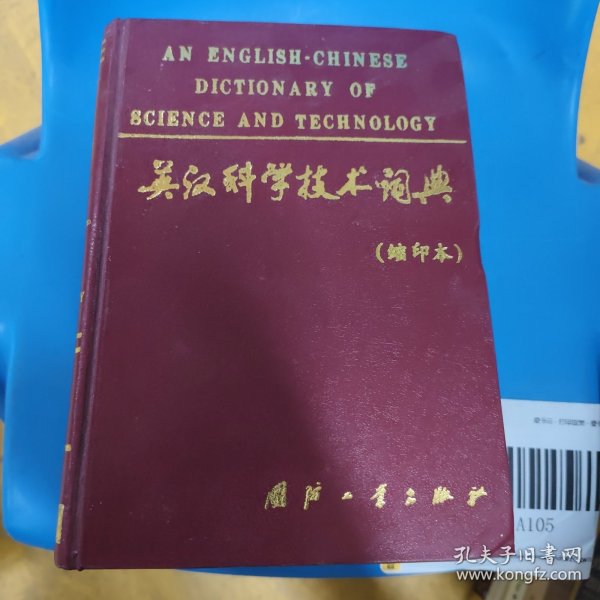 AN ENGLISH-CHINESE
DICTIONARY OF
SCIENCE AND TECHNOLOGY
英汉科学技术词典
(缩印本)
国防工业出版社
A105
孔夫子旧书网
www.kongfz.com